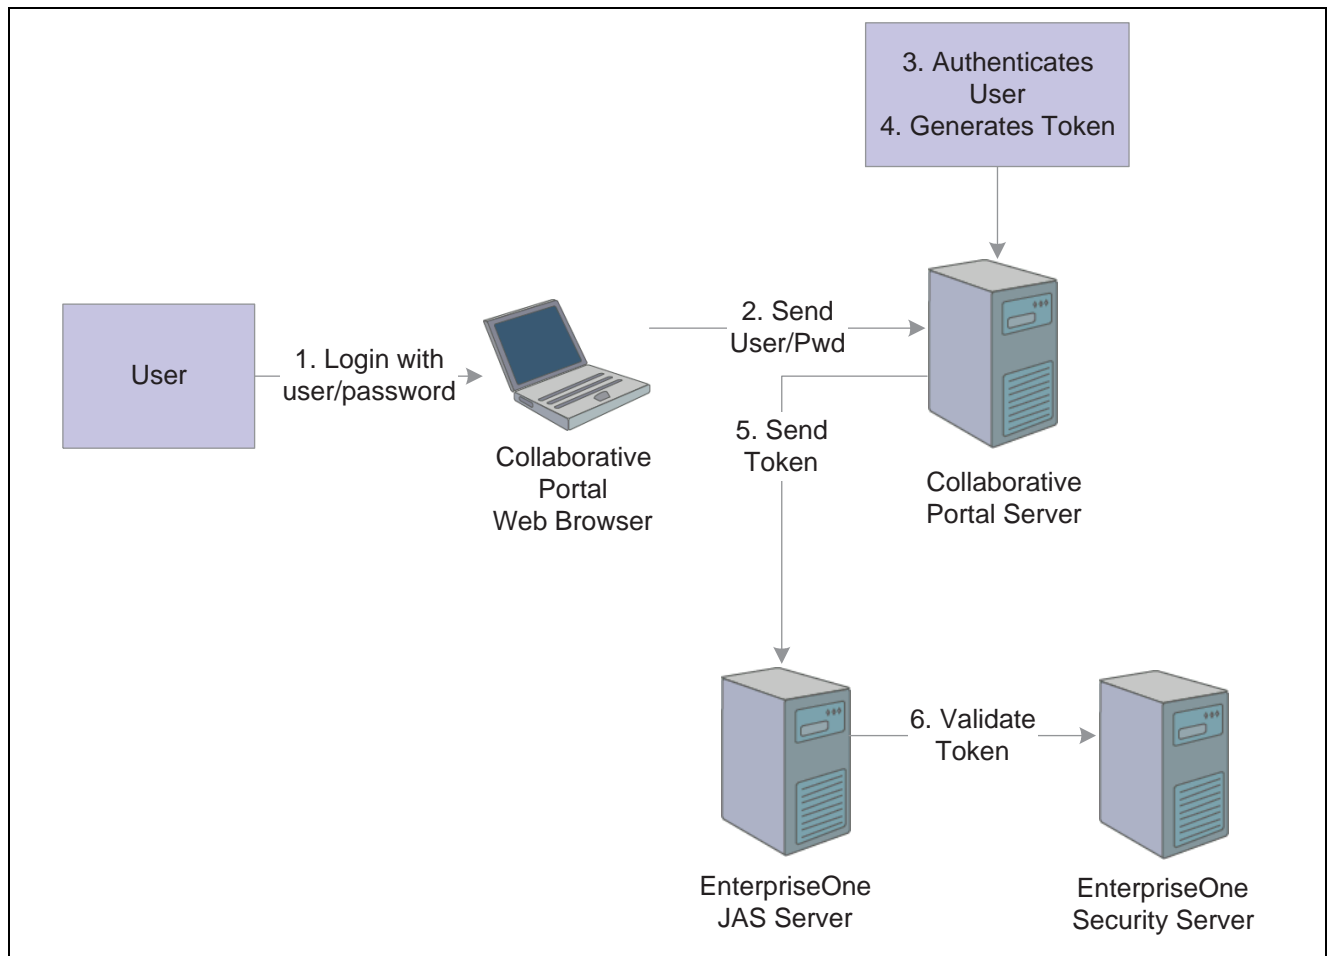 3. Authenticates
User
4. Generates Token
User
1. Login with
user/password
Collaborative
Portal
Web Browser
2. Send
User/Pwd
5. Send
Token
Collaborative
Portal Server
6. Validate
Token
EnterpriseOne
JAS Server
EnterpriseOne
Security Server